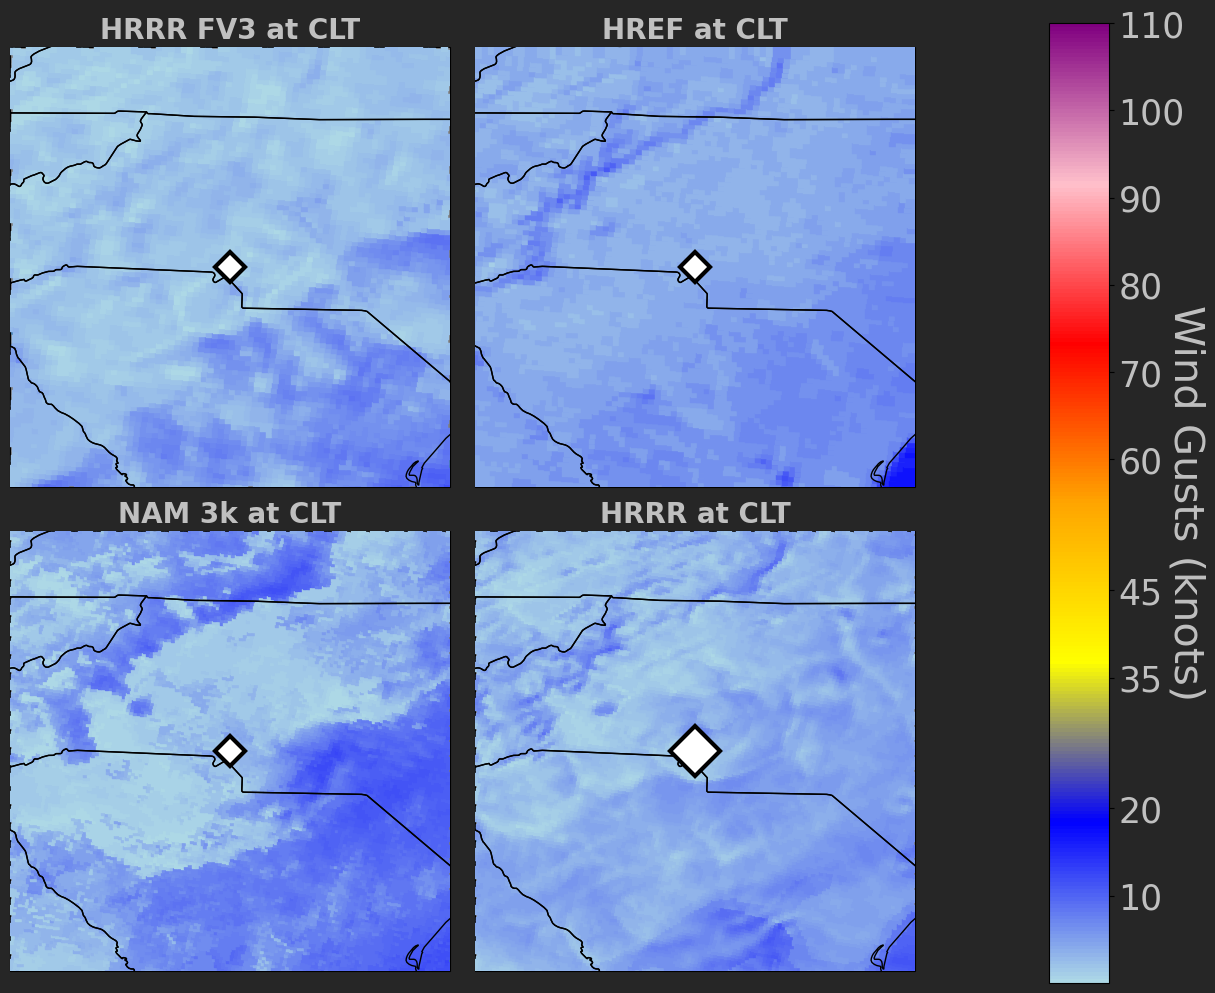 HRRR FV3 at CLT
HREF at CLT
NAM 3k at CLT
HRRR at CLT
110
100
90
80
70
60
45
35
20
10
Wind Gusts (knots)